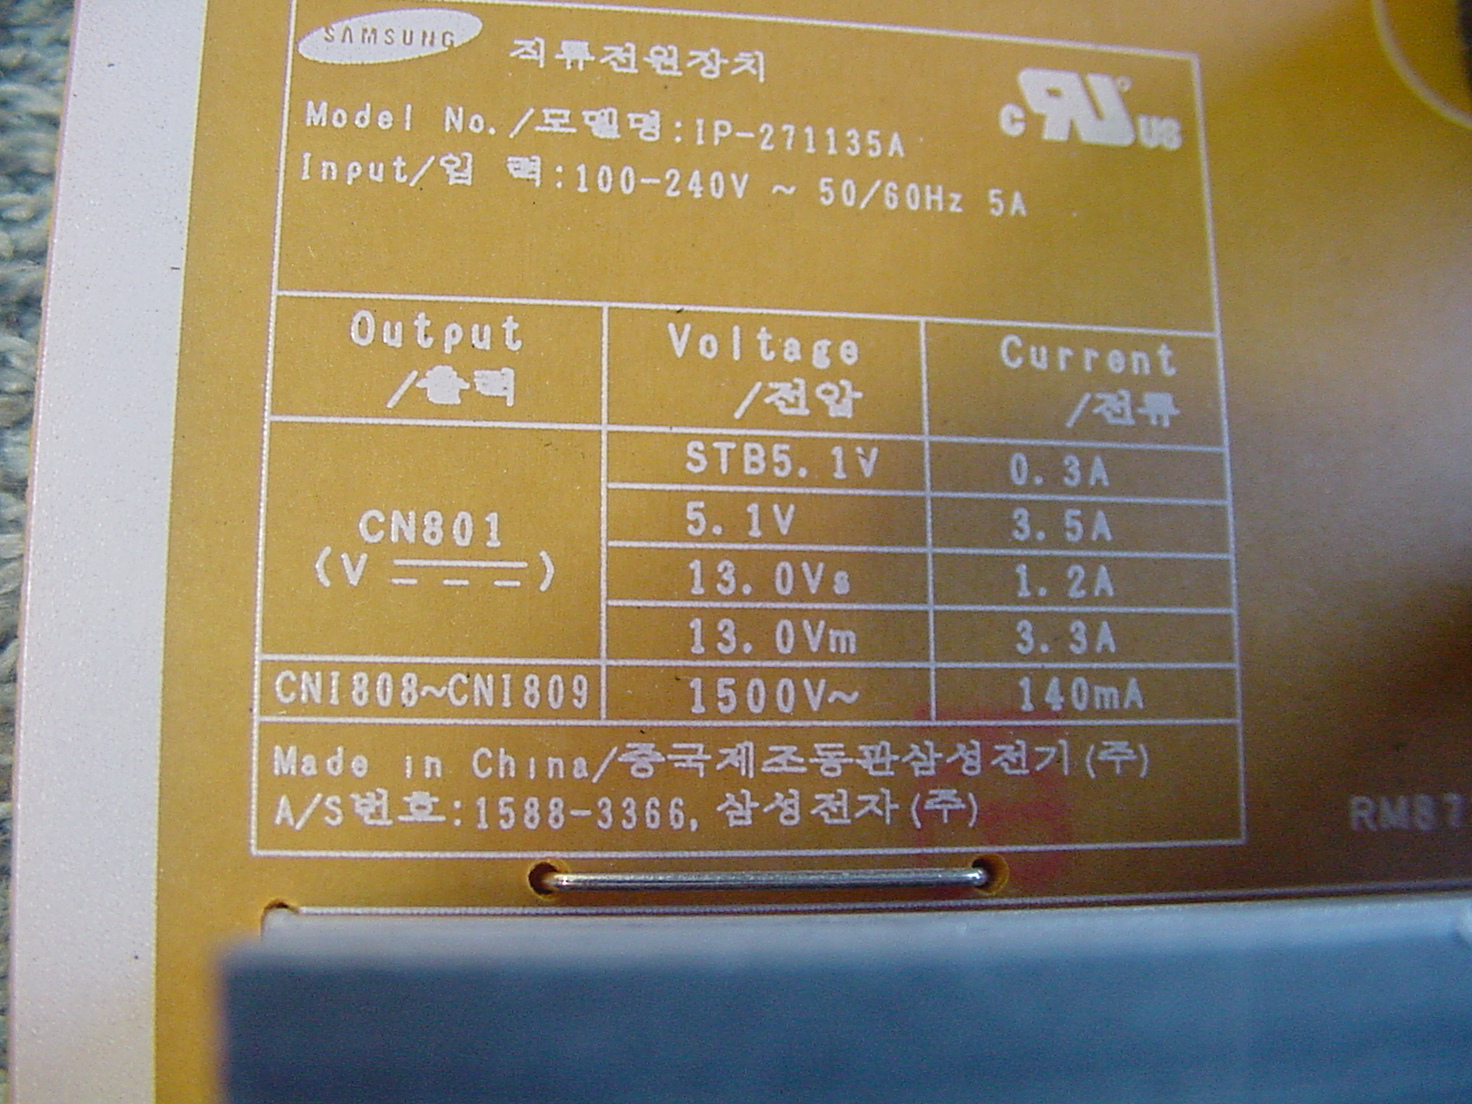 SAMSUNG 직류전원장치
c RU US
Model No./모델명:IP-271135A
Input/입 력:100-240V ~ 50/60Hz 5A
Output /출력
Voltage /전압
Current /전류
CN801 (V ⎓)
STB5.1V 0.3A
5.1V 3.5A
13.0Vs 1.2A
13.0Vm 3.3A
CNI808~CNI809 1500V~ 140mA
Made in China/중국제조동관삼성전기(주)
A/S번호:1588-3366, 삼성전자(주)